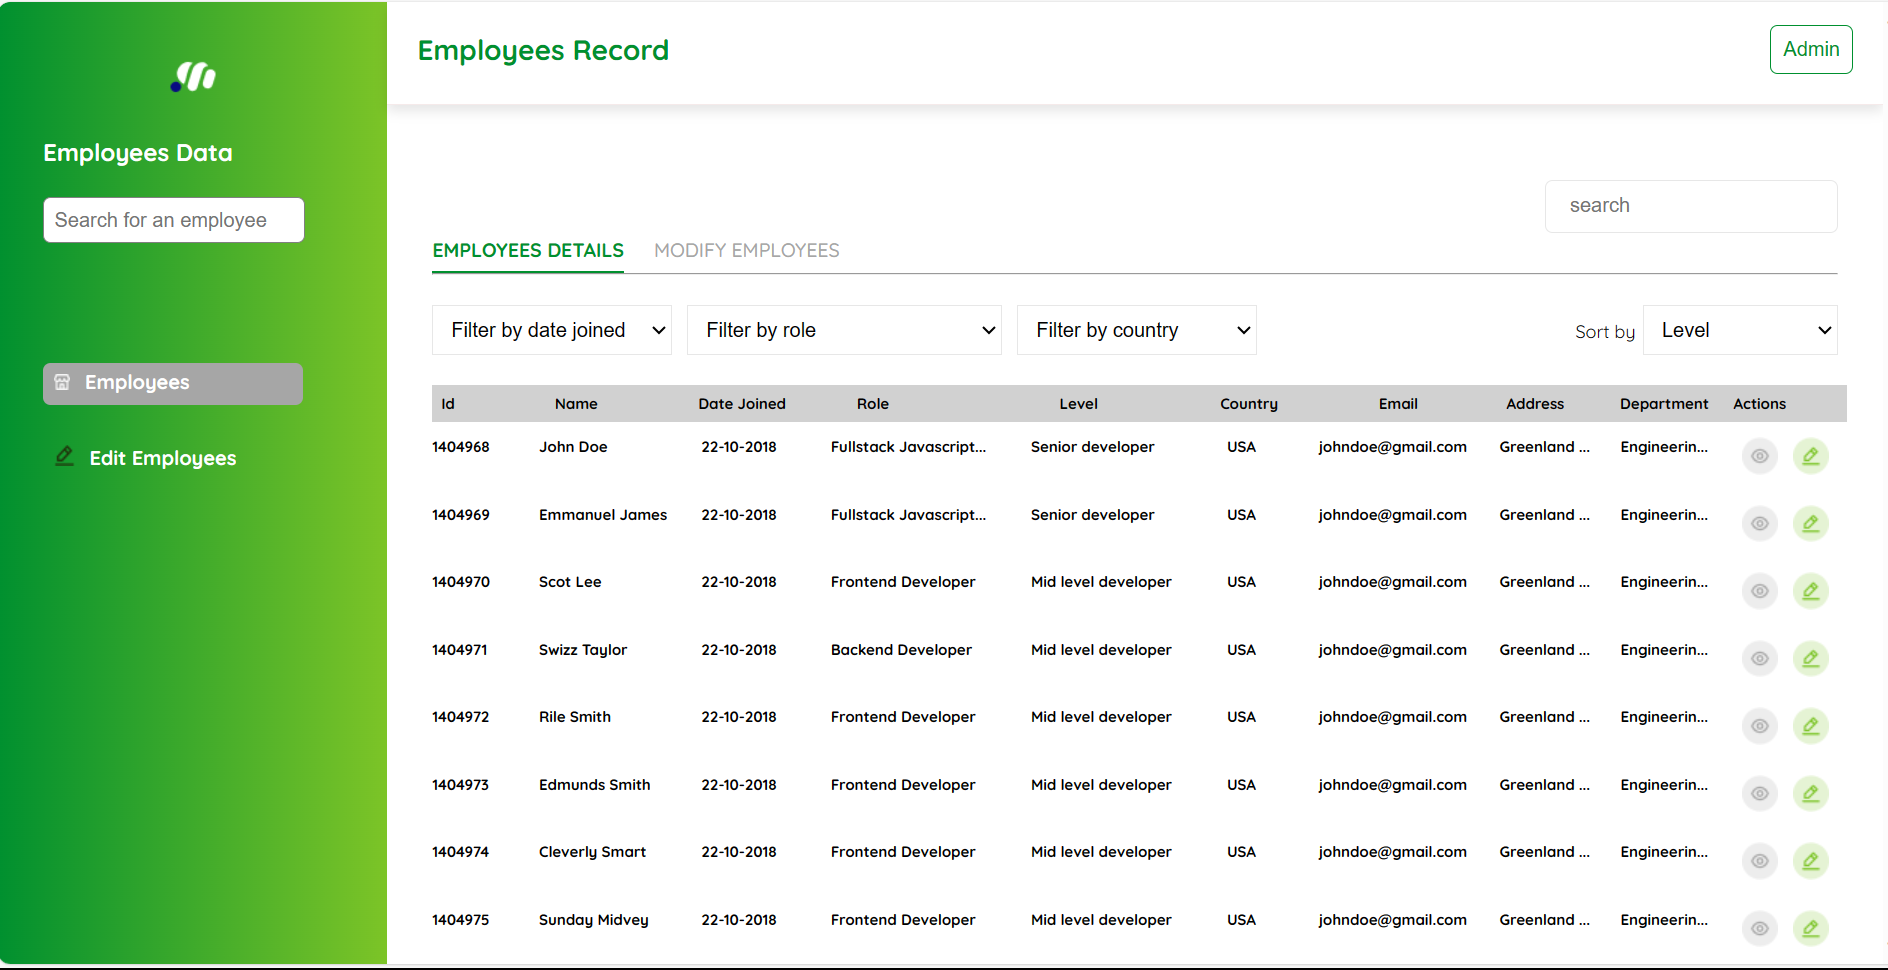 Employees Data
Search for an employee
Employees
Edit Employees
Employees Record
Admin
search
EMPLOYEES DETAILS MODIFY EMPLOYEES
Filter by date joined Filter by role Filter by country Sort by Level
Id Name Date Joined Role Level Country Email Address Department Actions
1404968 John Doe 22-10-2018 Fullstack Javascript... Senior developer USA johndoe@gmail.com Greenland ... Engineerin...
1404969 Emmanuel James 22-10-2018 Fullstack Javascript... Senior developer USA johndoe@gmail.com Greenland ... Engineerin...
1404970 Scot Lee 22-10-2018 Frontend Developer Mid level developer USA johndoe@gmail.com Greenland ... Engineerin...
1404971 Swizz Taylor 22-10-2018 Backend Developer Mid level developer USA johndoe@gmail.com Greenland ... Engineerin...
1404972 Rile Smith 22-10-2018 Frontend Developer Mid level developer USA johndoe@gmail.com Greenland ... Engineerin...
1404973 Edmunds Smith 22-10-2018 Frontend Developer Mid level developer USA johndoe@gmail.com Greenland ... Engineerin...
1404974 Cleverly Smart 22-10-2018 Frontend Developer Mid level developer USA johndoe@gmail.com Greenland ... Engineerin...
1404975 Sunday Midvey 22-10-2018 Frontend Developer Mid level developer USA johndoe@gmail.com Greenland ... Engineerin...